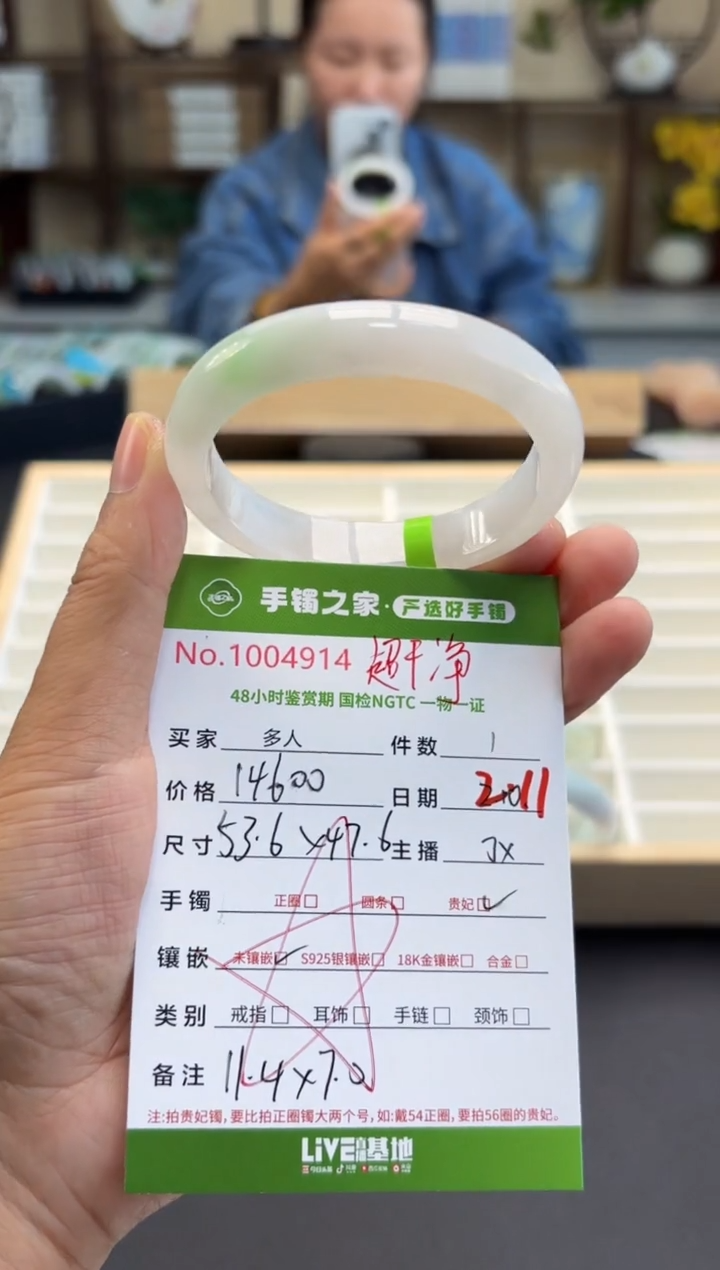 手镯之家·严选好手镯
No.1004914 超干净
48小时鉴赏期 国检NGTC 一物一证
买家 多人 件数 1
价格 14600 日期
尺寸 53.6×47.6 主播 JX
手镯 正圈□ 圆条□ 贵妃☑
镶嵌 未镶嵌☑ S925银镶嵌□ 18K金镶嵌□ 合金□
类别 戒指□ 耳饰□ 手链□ 颈饰□
备注 11.4×7.0
注:拍贵妃镯,要比拍正圈镯大两个号,如:戴54正圈,要拍56圈的贵妃。
LiVE直播基地